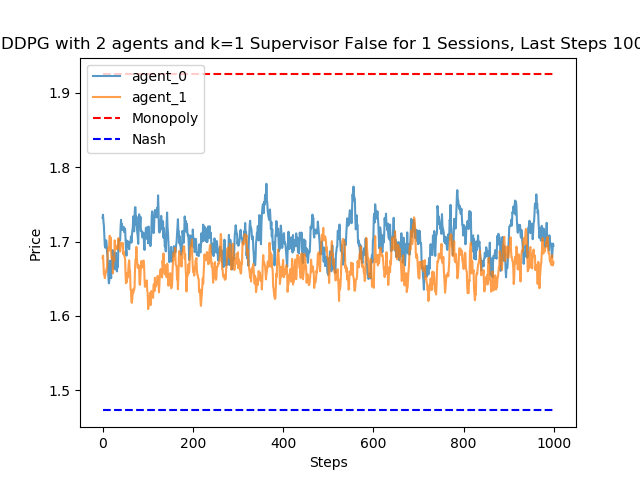 DDPG with 2 agents and k=1 Supervisor False for 1 Sessions, Last Steps 100
agent_0
agent_1
Monopoly
Nash
Price
1.9
1.8
1.7
1.6
1.5
0
200
400
600
800
1000
Steps